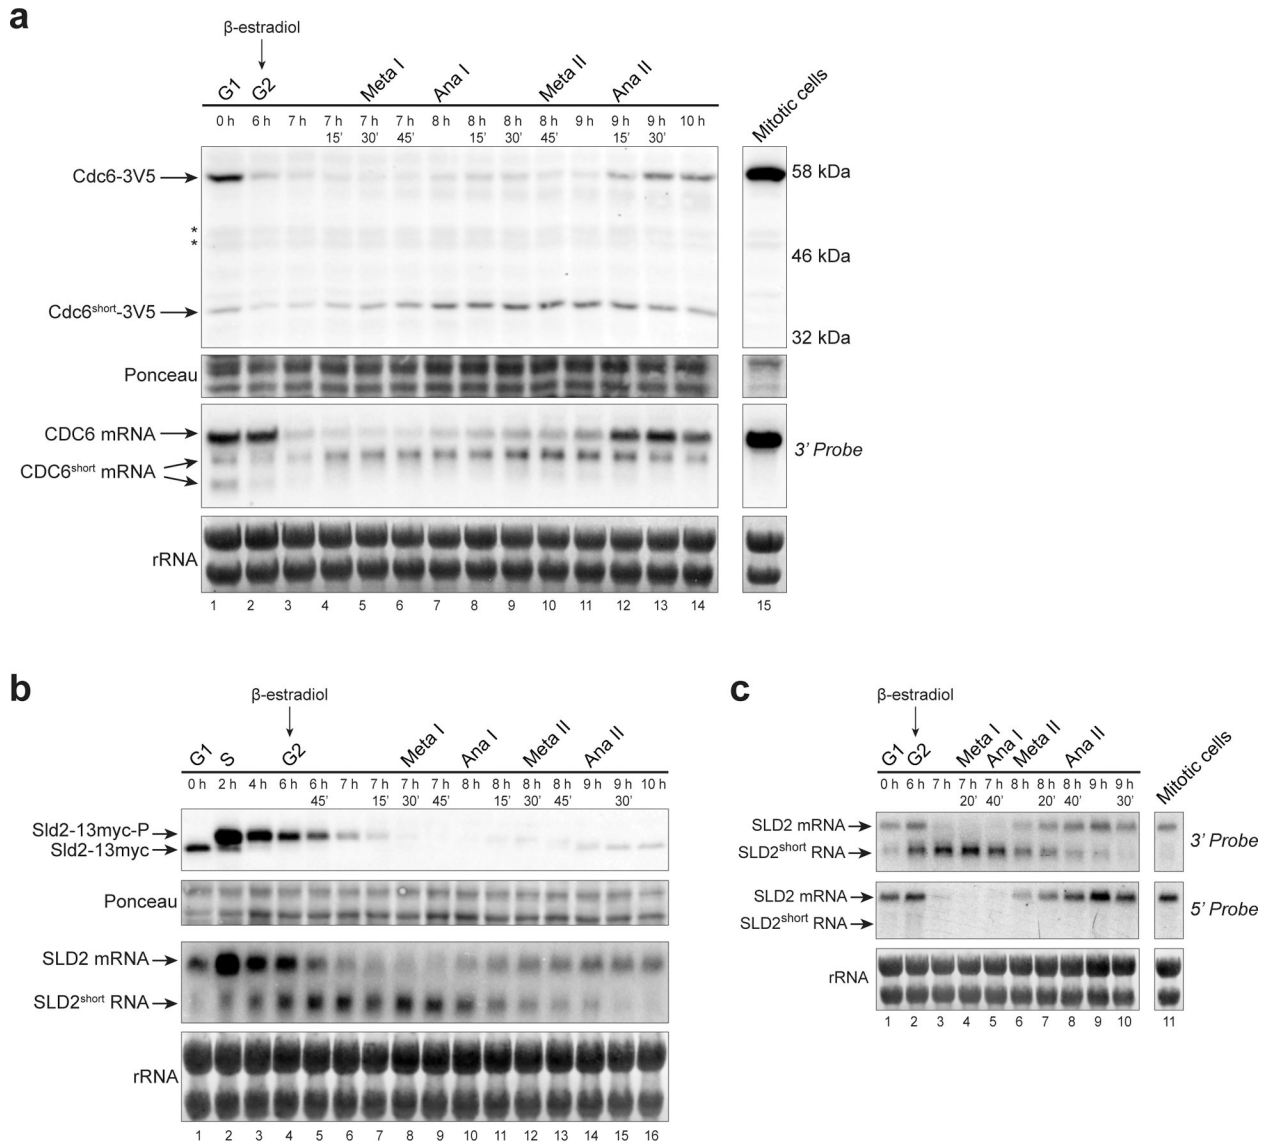 a
β-estradiol
G1 G2 Meta I Ana I Meta II Ana II Mitotic cells
0 h 6 h 7 h 7 h 7 h 7 h 8 h 8 h 8 h 8 h 9 h 9 h 9 h 10 h
15' 30' 45' 15' 30' 45' 15' 30'
Cdc6-3V5 58 kDa
*
*
46 kDa
Cdc6short-3V5
32 kDa
Ponceau
CDC6 mRNA
3' Probe
CDC6short mRNA
rRNA
1 2 3 4 5 6 7 8 9 10 11 12 13 14 15
b
β-estradiol
G1 S G2 Meta I Ana I Meta II Ana II
0 h 2 h 4 h 6 h 6 h 7 h 7 h 7 h 7 h 8 h 8 h 8 h 8 h 9 h 9 h 10 h
45' 15' 30' 45' 15' 30' 45' 30'
Sld2-13myc-P
Sld2-13myc
Ponceau
SLD2 mRNA
SLD2short RNA
rRNA
1 2 3 4 5 6 7 8 9 10 11 12 13 14 15 16
c
β-estradiol
G1 G2 Meta I Ana I Meta II Ana II Mitotic cells
0 h 6 h 7 h 7 h 7 h 8 h 8 h 8 h 9 h 9 h
20' 40' 20' 40' 30'
SLD2 mRNA
3' Probe
SLD2short RNA
SLD2 mRNA
5' Probe
SLD2short RNA
rRNA
1 2 3 4 5 6 7 8 9 10 11